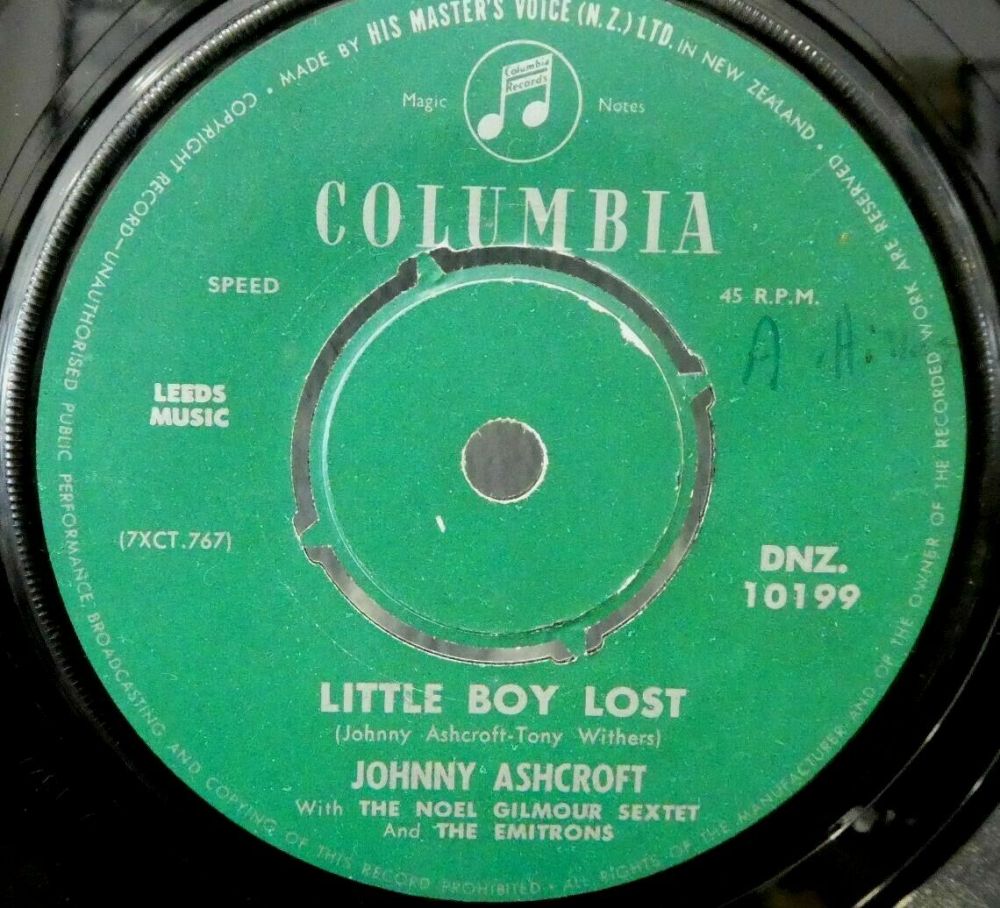 COPYRIGHT RECORD—UNAUTHORISED PUBLIC PERFORMANCE, BROADCASTING AND COPYING OF THIS RECORD PROHIBITED • ALL RIGHTS OF THE MANUFACTURER AND OF THE OWNER OF THE RECORDED WORK ARE RESERVED
• MADE BY HIS MASTER'S VOICE (N.Z.) LTD. IN NEW ZEALAND •
Columbia
Records
Magic Notes
COLUMBIA
SPEED 45 R.P.M.
A
LEEDS
MUSIC
(7XCT.767)
DNZ.
10199
LITTLE BOY LOST
(Johnny Ashcroft-Tony Withers)
JOHNNY ASHCROFT
With THE NOEL GILMOUR SEXTET
And THE EMITRONS